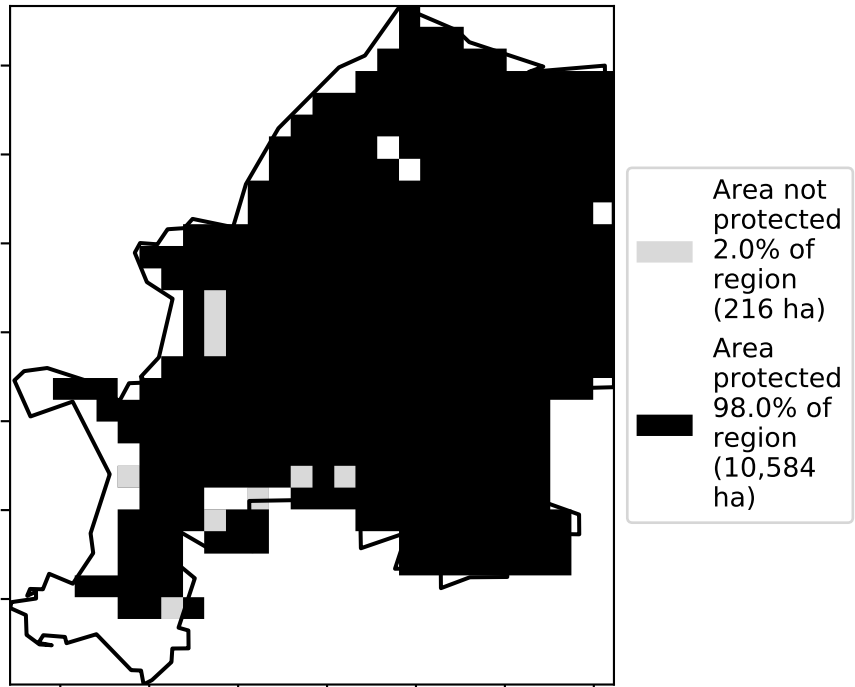 Area not
protected
2.0% of
region
(216 ha)
Area
protected
98.0% of
region
(10,584
ha)